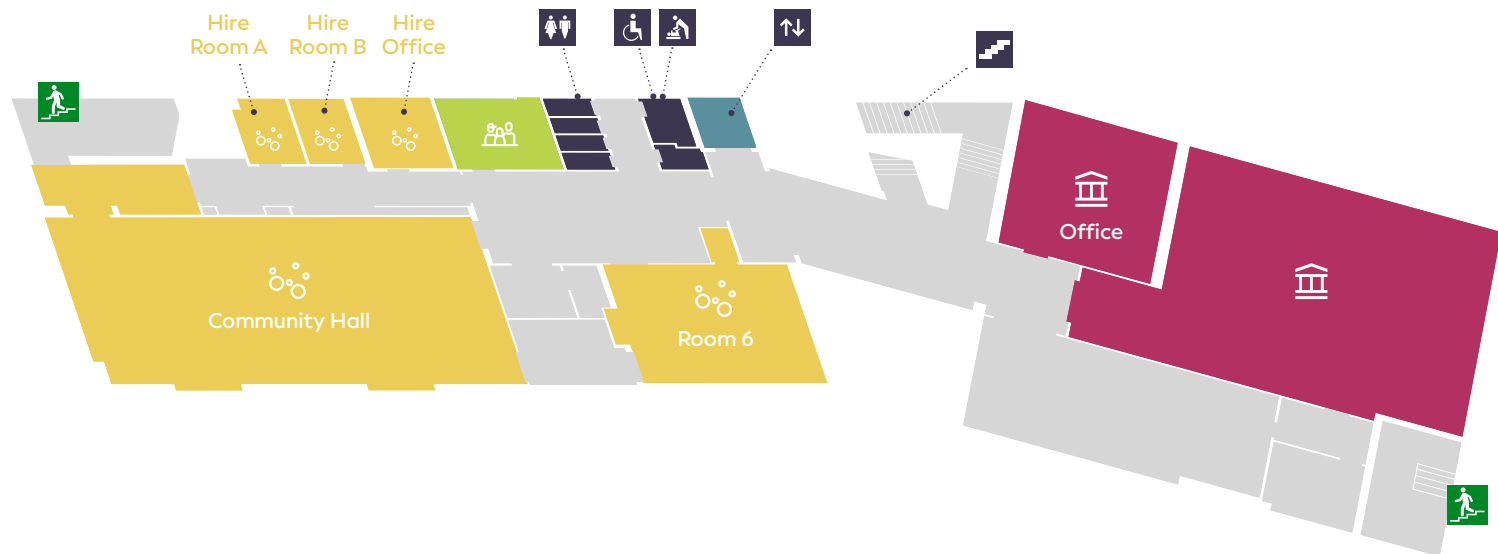 Hire
Room A
Hire
Room B
Hire
Office
Office
Community Hall
Room 6